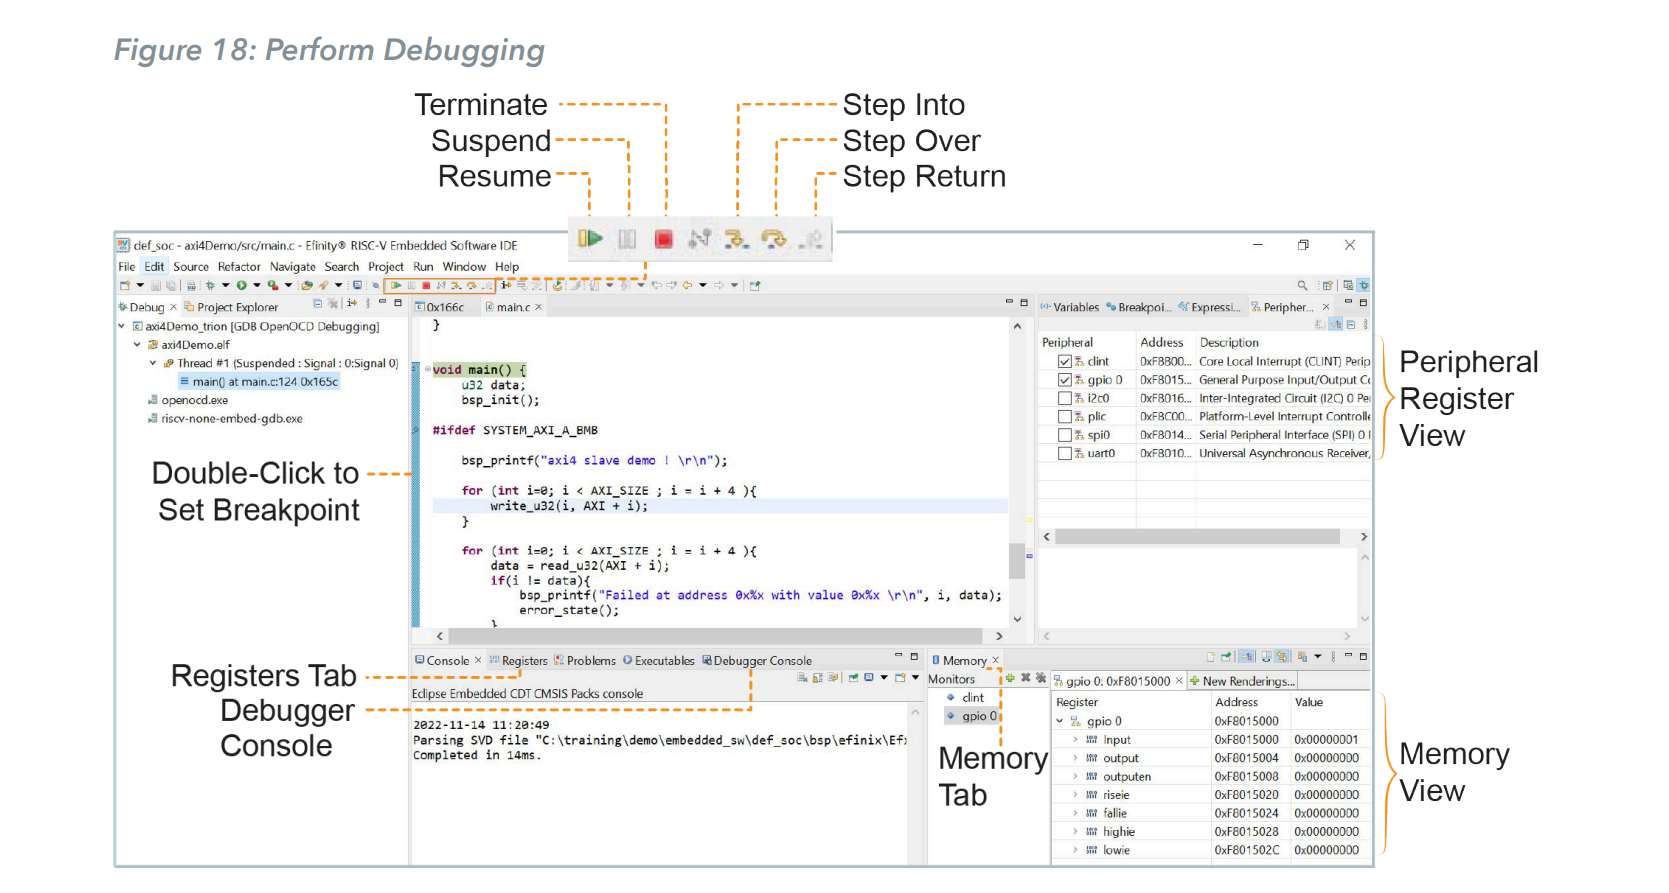 Figure 18: Perform Debugging
Terminate
Suspend
Resume
Step Into
Step Over
Step Return
def_soc - axi4Demo/src/main.c - Efinity® RISC-V Embedded Software IDE
File Edit Source Refactor Navigate Search Project Run Window Help
Debug Project Explorer
axi4Demo_trion [GDB OpenOCD Debugging]
axi4Demo.elf
Thread #1 (Suspended : Signal : 0:Signal 0)
main() at main.c:124 0x165c
openocd.exe
riscv-none-embed-gdb.exe
Double-Click to
Set Breakpoint
0x166c main.c
}
void main() {
u32 data;
bsp_init();
#ifdef SYSTEM_AXI_A_BMB
bsp_printf("axi4 slave demo ! \r\n");
for (int i=0; i < AXI_SIZE ; i = i + 4 ){
write_u32(i, AXI + i);
}
for (int i=0; i < AXI_SIZE ; i = i + 4 ){
data = read_u32(AXI + i);
if(i != data){
bsp_printf("Failed at address 0x%x with value 0x%x \r\n", i, data);
error_state();
}
Variables Breakpoi... Expressi... Peripher...
Peripheral Address Description
clint 0xF8800... Core Local Interrupt (CLINT) Perip
gpio 0 0xF8015... General Purpose Input/Output Co
i2c0 0xF8016... Inter-Integrated Circuit (I2C) 0 Pe
plic 0xF8C00... Platform-Level Interrupt Controlle
spi0 0xF8014... Serial Peripheral Interface (SPI) 0
uart0 0xF8010... Universal Asynchronous Receiver,
Peripheral
Register
View
Registers Tab
Debugger
Console
Console Registers Problems Executables Debugger Console
Eclipse Embedded CDT CMSIS Packs console
2022-11-14 11:20:49
Parsing SVD file "C:\training\demo\embedded_sw\def_soc\bsp\efinix\Efx
Completed in 14ms.
Memory
Monitors
clint
gpio 0
Memory
Tab
gpio 0: 0xF8015000 New Renderings...
Register Address Value
gpio 0 0xF8015000
Input 0xF8015000 0x00000001
output 0xF8015004 0x00000000
outputen 0xF8015008 0x00000000
riseie 0xF8015020 0x00000000
fallie 0xF8015024 0x00000000
highie 0xF8015028 0x00000000
lowie 0xF801502C 0x00000000
Memory
View